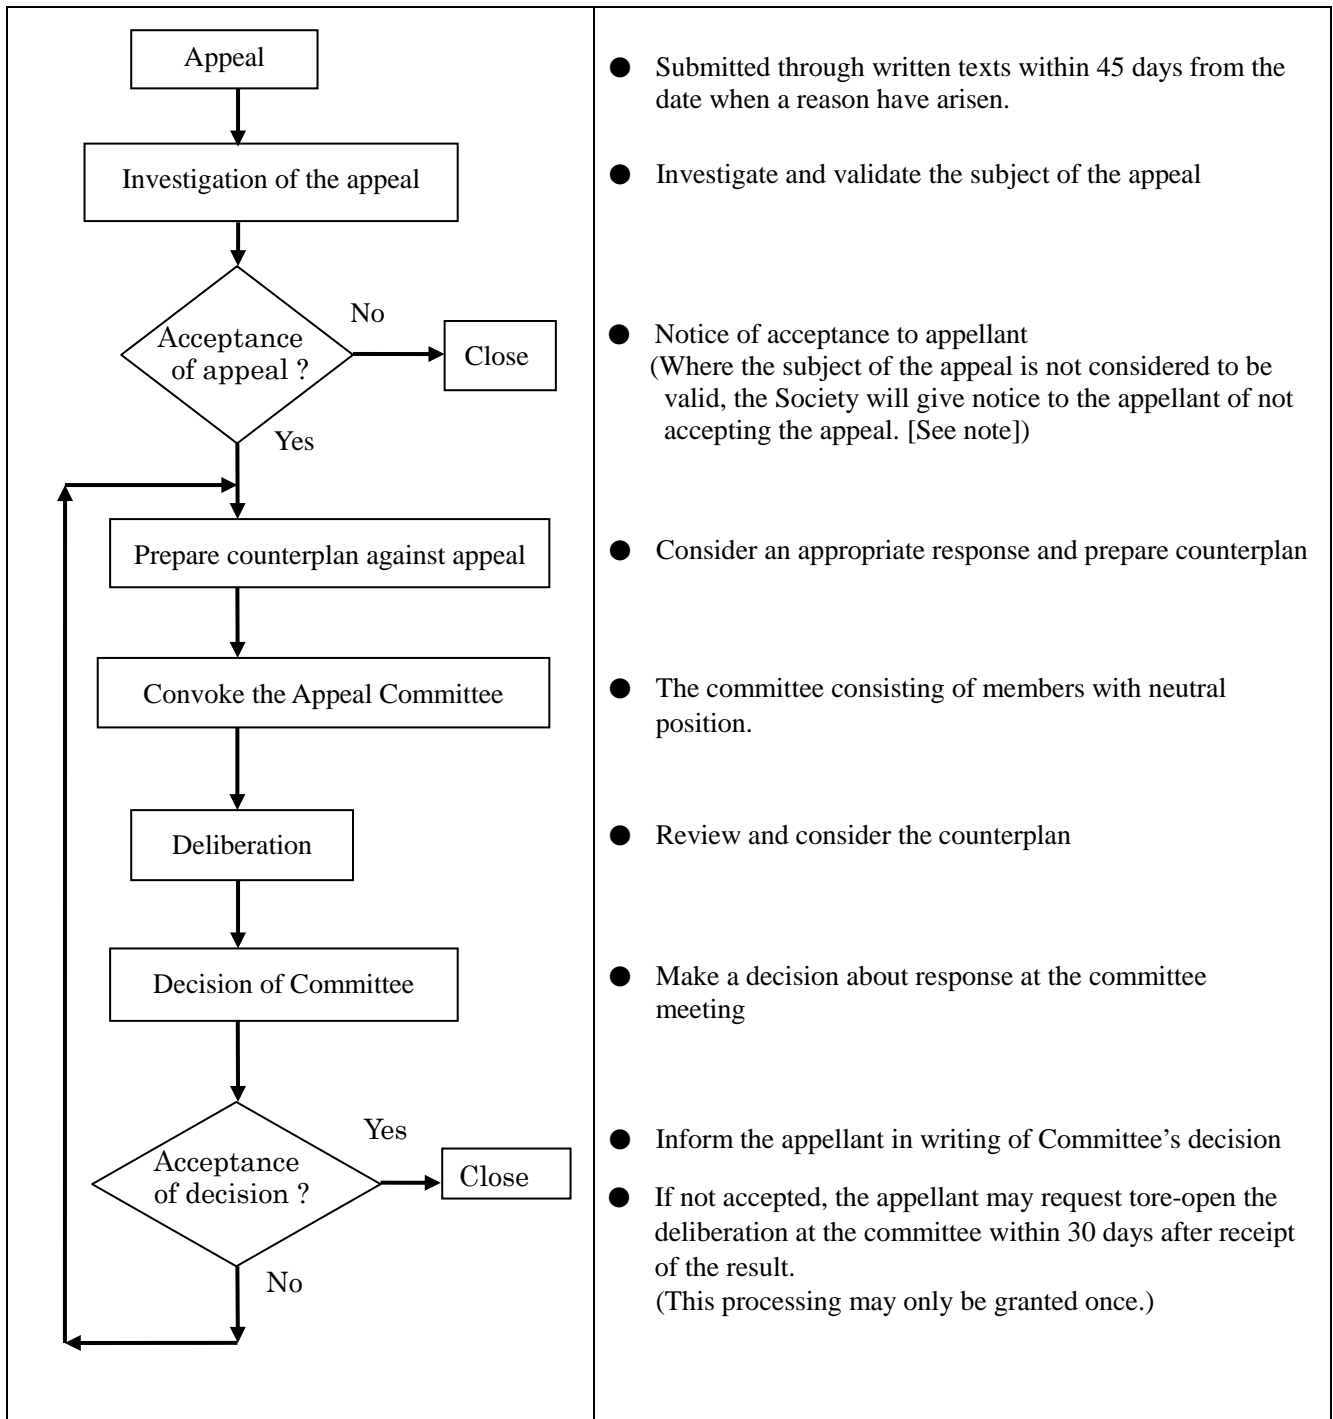 Appeal
● Submitted through written texts within 45 days from the
date when a reason have arisen.
Investigation of the appeal
● Investigate and validate the subject of the appeal
Acceptance
of appeal ?
No
Close
Yes
● Notice of acceptance to appellant
(Where the subject of the appeal is not considered to be
valid, the Society will give notice to the appellant of not
accepting the appeal. [See note])
Prepare counterplan against appeal
● Consider an appropriate response and prepare counterplan
Convoke the Appeal Committee
● The committee consisting of members with neutral
position.
Deliberation
● Review and consider the counterplan
Decision of Committee
● Make a decision about response at the committee
meeting
Acceptance
of decision ?
Yes
Close
No
● Inform the appellant in writing of Committee’s decision
● If not accepted, the appellant may request tore-open the
deliberation at the committee within 30 days after receipt
of the result.
(This processing may only be granted once.)